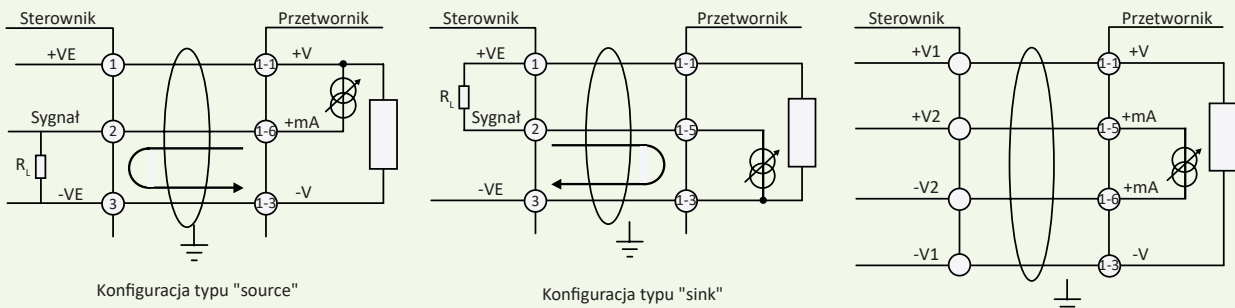 Sterownik
Przetwornik
+VE
1
1-1
+V
Sygnał
2
1-6
+mA
RL
-VE
3
1-3
-V
Konfiguracja typu "source"
Sterownik
Przetwornik
+VE
1
1-1
RL
Sygnał
2
1-5
-VE
3
1-3
Konfiguracja typu "sink"
Sterownik
Przetwornik
+V1
1-1
+V
+V2
1-5
+mA
-V2
1-6
+mA
-V1
1-3
-V